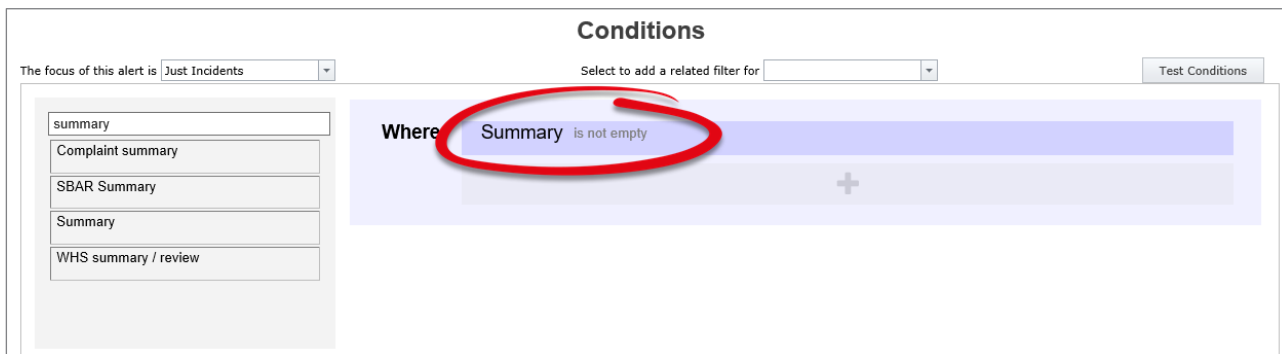 Conditions
The focus of this alert is Just Incidents
Select to add a related filter for
Test Conditions
summary
Complaint summary
SBAR Summary
Summary
WHS summary / review
Where Summary is not empty